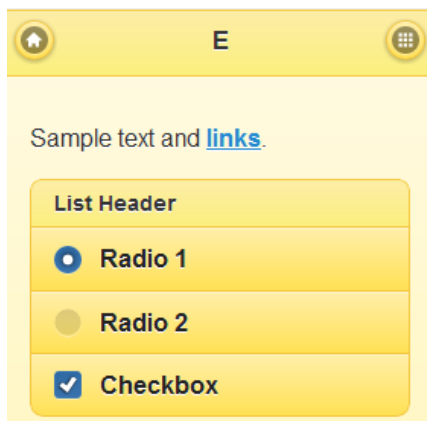 E
Sample text and links.
List Header
Radio 1
Radio 2
Checkbox